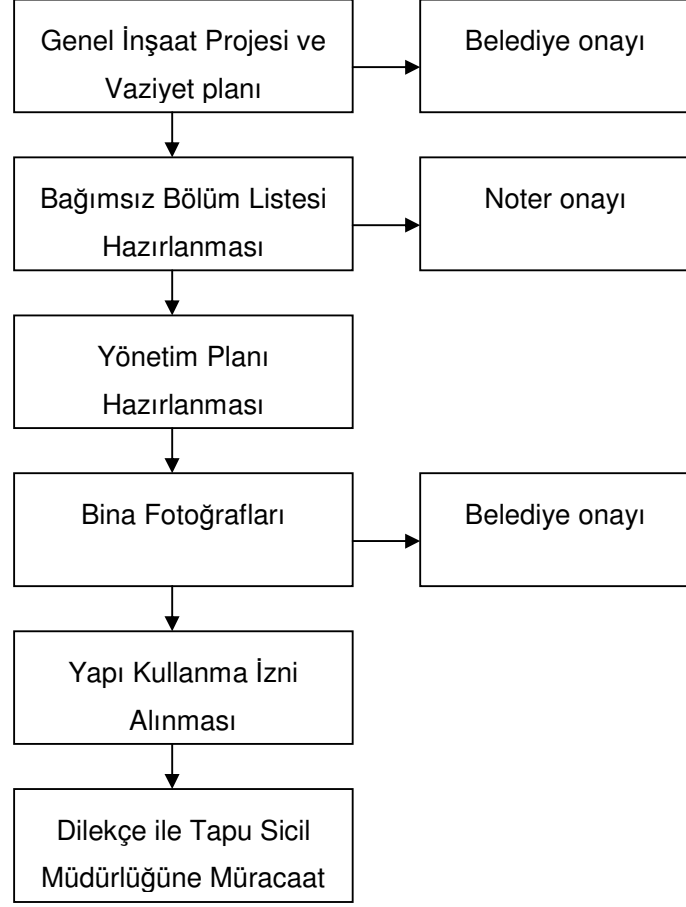 Genel İnşaat Projesi ve
Vaziyet planı
Belediye onayı
Bağımsız Bölüm Listesi
Hazırlanması
Noter onayı
Yönetim Planı
Hazırlanması
Bina Fotoğrafları
Belediye onayı
Yapı Kullanma İzni
Alınması
Dilekçe ile Tapu Sicil
Müdürlüğüne Müracaat